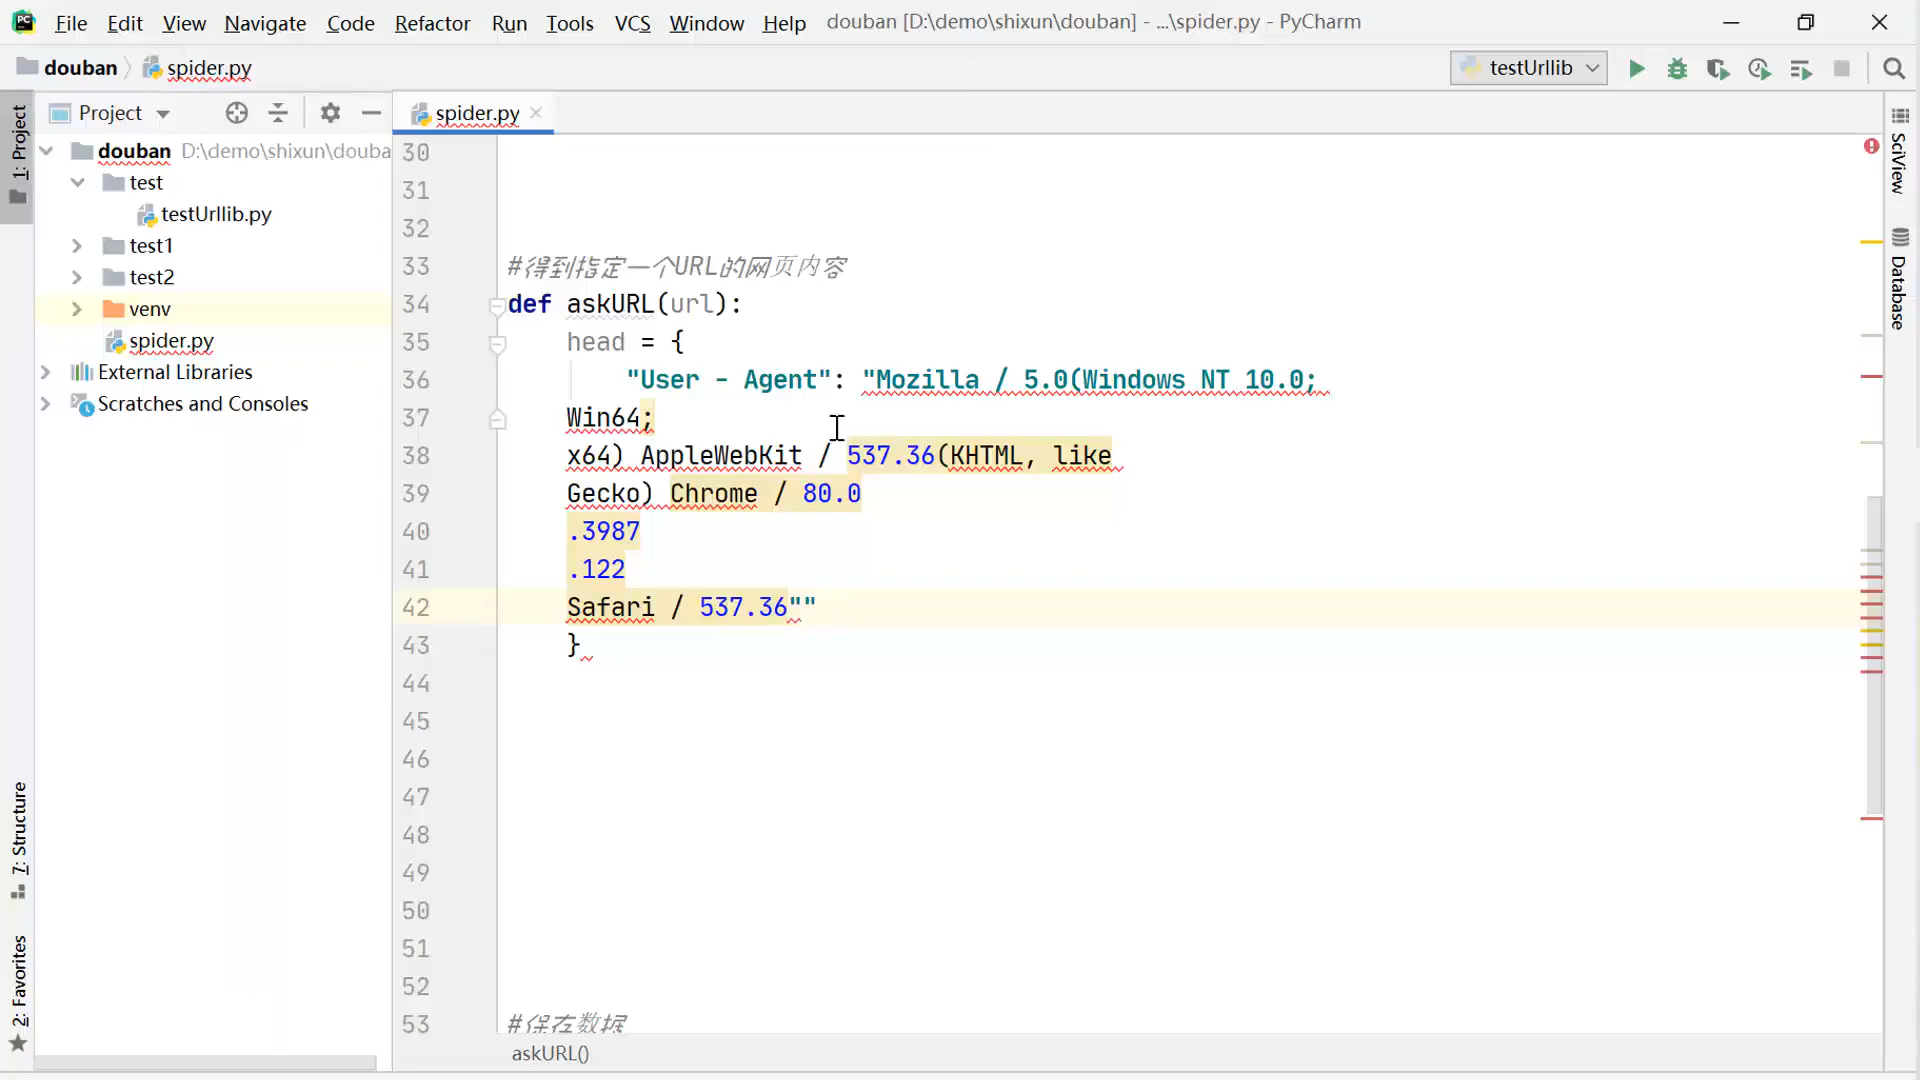 File Edit View Navigate Code Refactor Run Tools VCS Window Help douban [D:\demo\shixun\douban] - ...\spider.py - PyCharm
douban spider.py testUrllib
1: Project
Project
spider.py
douban D:\demo\shixun\douba
test
testUrllib.py
test1
test2
venv
spider.py
External Libraries
Scratches and Consoles
7: Structure
2: Favorites
30
31
32
33 #得到指定一个URL的网页内容
34 def askURL(url):
35 head = {
36 "User - Agent": "Mozilla / 5.0(Windows NT 10.0;
37 Win64;
38 x64) AppleWebKit / 537.36(KHTML, like
39 Gecko) Chrome / 80.0
40 .3987
41 .122
42 Safari / 537.36""
43 }
44
45
46
47
48
49
50
51
52
53 #保存数据
askURL()
SciView
Database